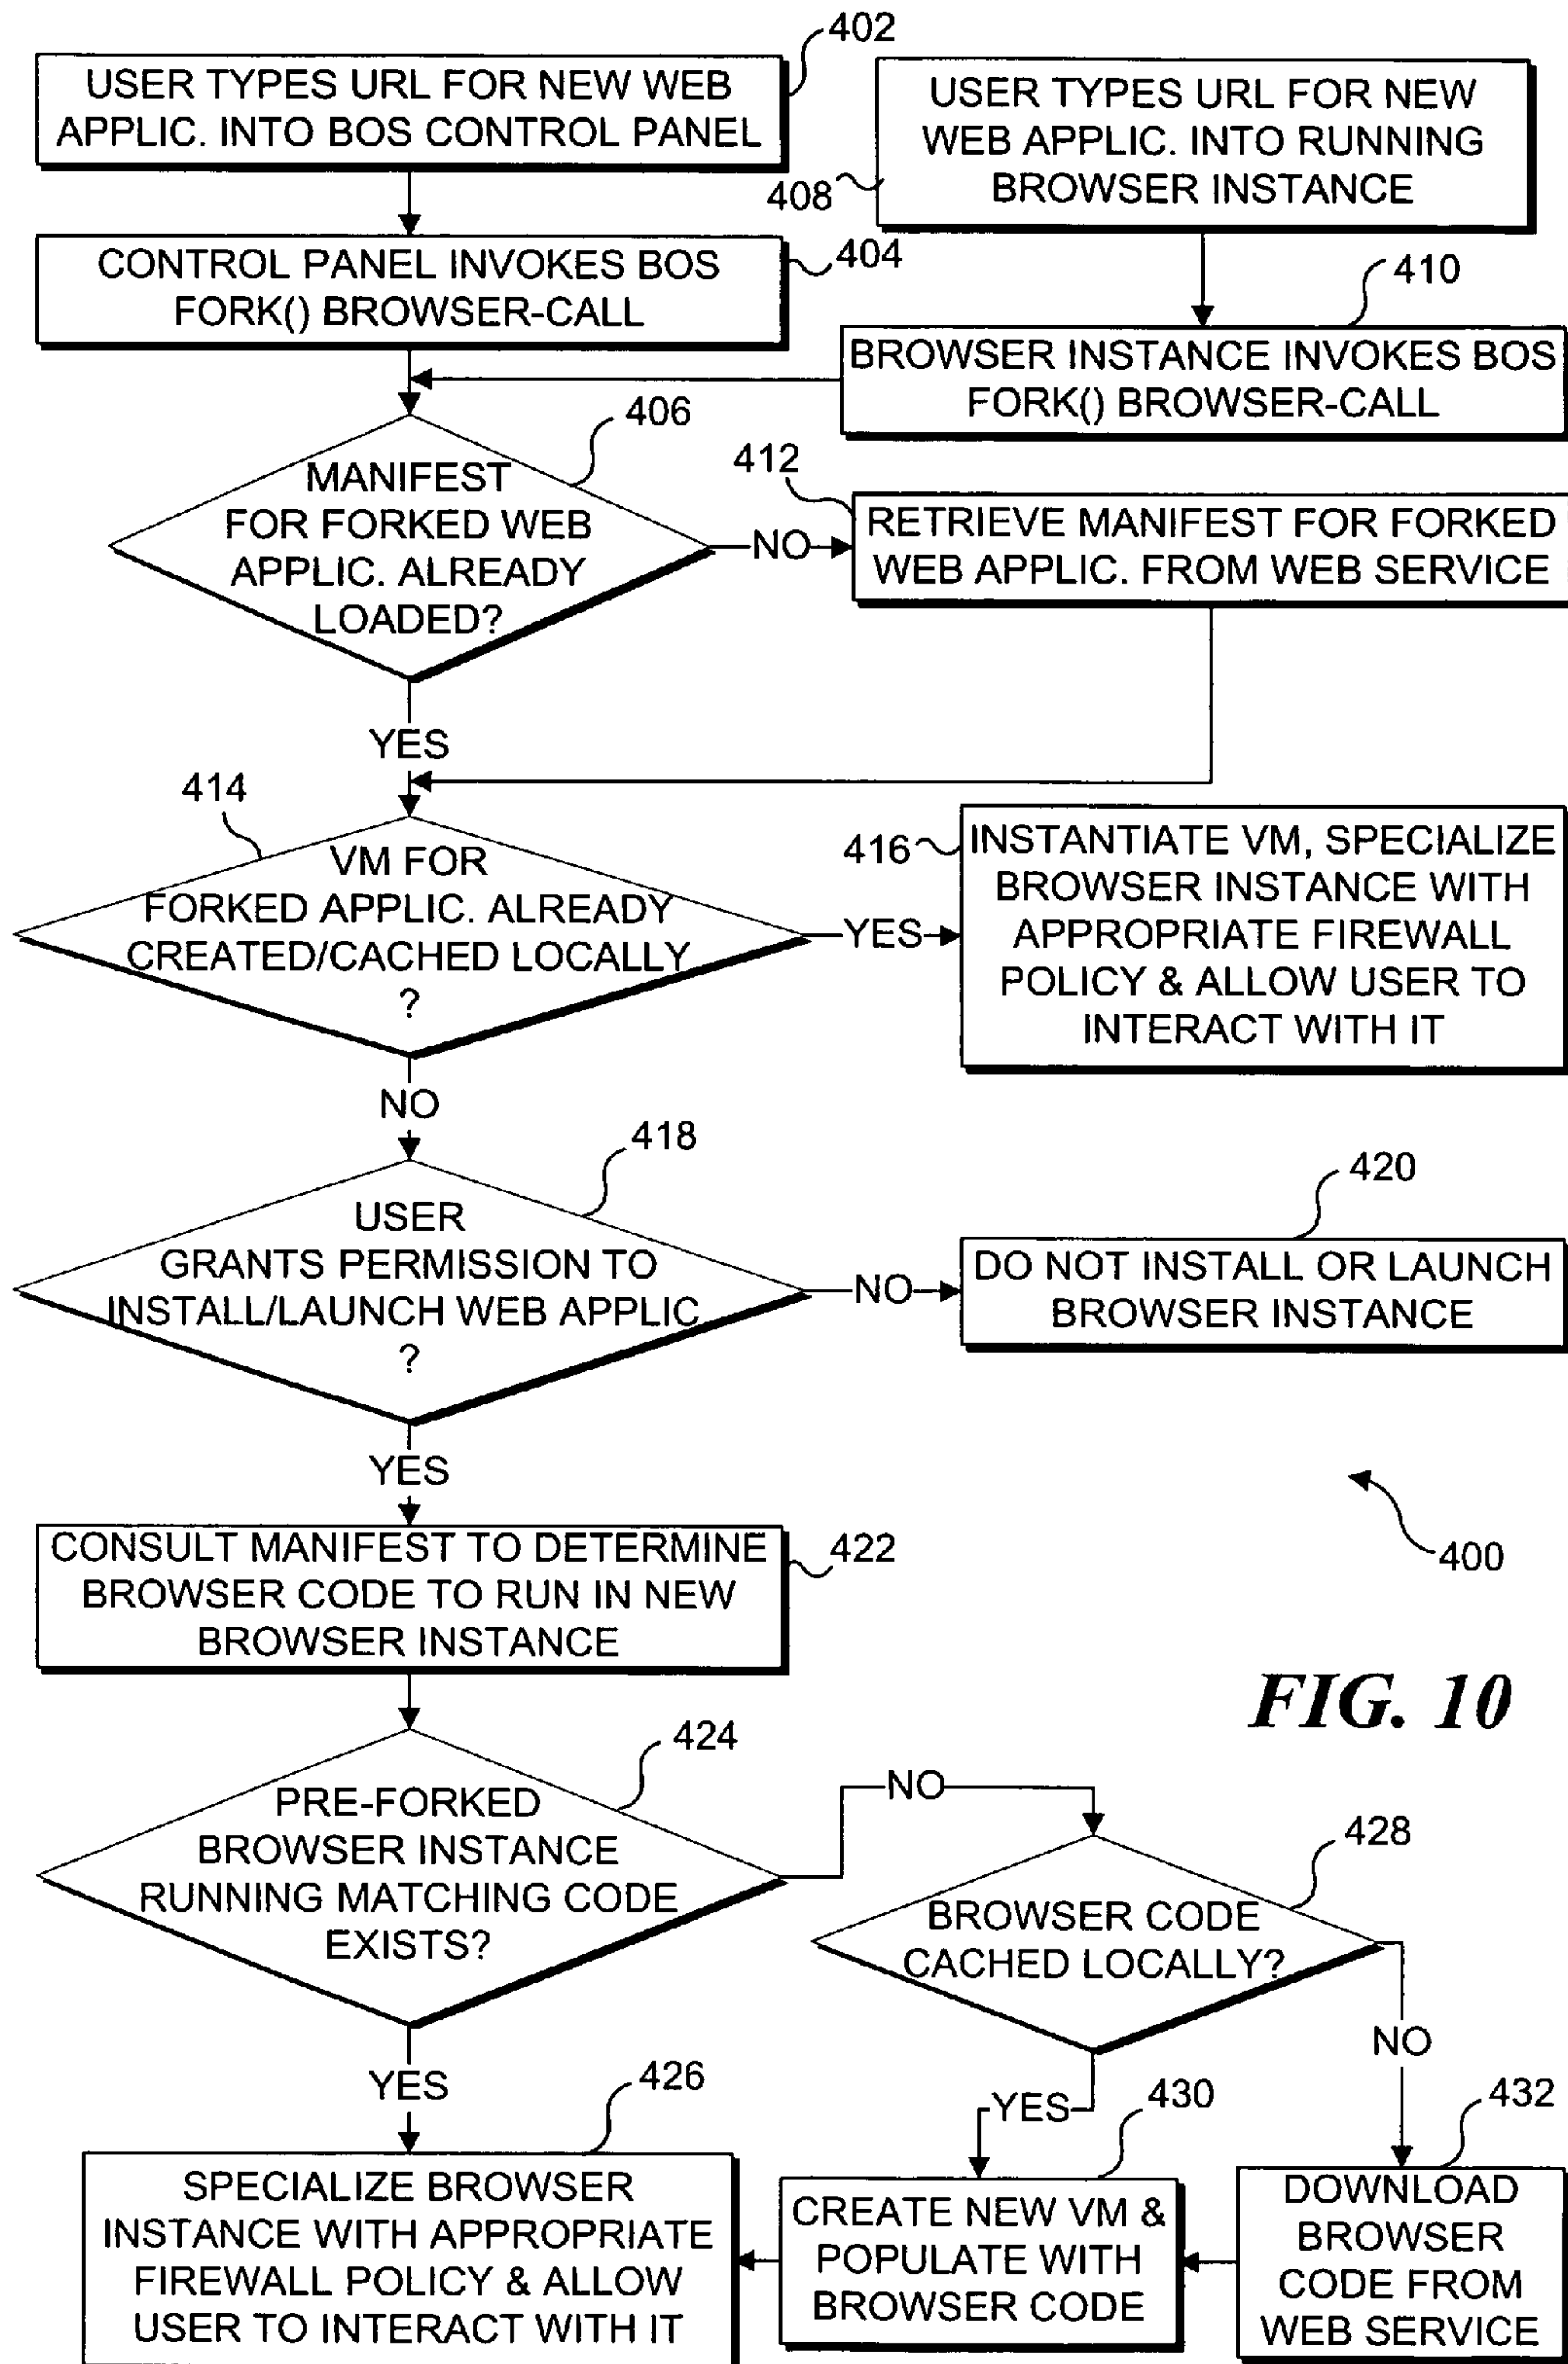 402
USER TYPES URL FOR NEW WEB
APPLIC. INTO BOS CONTROL PANEL
USER TYPES URL FOR NEW
WEB APPLIC. INTO RUNNING
BROWSER INSTANCE
408
CONTROL PANEL INVOKES BOS
FORK() BROWSER-CALL
404
410
BROWSER INSTANCE INVOKES BOS
FORK() BROWSER-CALL
406
MANIFEST
FOR FORKED WEB
APPLIC. ALREADY
LOADED?
NO
412
RETRIEVE MANIFEST FOR FORKED
WEB APPLIC. FROM WEB SERVICE
YES
414
VM FOR
FORKED APPLIC. ALREADY
CREATED/CACHED LOCALLY
?
YES
416
INSTANTIATE VM, SPECIALIZE
BROWSER INSTANCE WITH
APPROPRIATE FIREWALL
POLICY & ALLOW USER TO
INTERACT WITH IT
NO
418
USER
GRANTS PERMISSION TO
INSTALL/LAUNCH WEB APPLIC
?
NO
420
DO NOT INSTALL OR LAUNCH
BROWSER INSTANCE
YES
400
CONSULT MANIFEST TO DETERMINE
BROWSER CODE TO RUN IN NEW
BROWSER INSTANCE
422
FIG. 10
424
PRE-FORKED
BROWSER INSTANCE
RUNNING MATCHING CODE
EXISTS?
NO
428
BROWSER CODE
CACHED LOCALLY?
YES
426
YES
430
NO
432
SPECIALIZE BROWSER
INSTANCE WITH APPROPRIATE
FIREWALL POLICY & ALLOW
USER TO INTERACT WITH IT
CREATE NEW VM &
POPULATE WITH
BROWSER CODE
DOWNLOAD
BROWSER
CODE FROM
WEB SERVICE